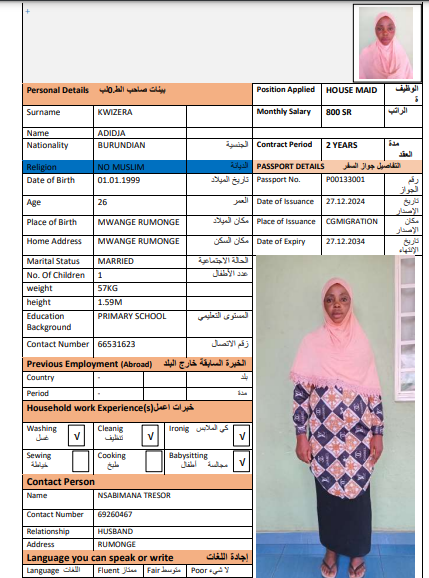 +
Personal Details بينات صاحب الطلب
Surname KWIZERA
Name ADIDJA
Nationality BURUNDIAN الجنسية
Religion NO MUSLIM الديانة
Date of Birth 01.01.1999 تاريخ الميلاد
Age 26 العمر
Place of Birth MWANGE RUMONGE مكان الميلاد
Home Address MWANGE RUMONGE مكان السكن
Marital Status MARRIED الحالة الاجتماعية
No. Of Children 1 عدد الأطفال
weight 57KG
height 1.59M
Education Background PRIMARY SCHOOL المستوى التعليمي
Contact Number 66531623 رقم الاتصال
Position Applied HOUSE MAID الوظيفة
Monthly Salary 800 SR الراتب
Contract Period 2 YEARS مدة العقد
PASSPORT DETAILS التفاصيل جواز السفر
Passport No. P00133001 رقم الجواز
Date of Issuance 27.12.2024 تاريخ الإصدار
Place of Issuance CGMIGRATION مكان الإصدار
Date of Expiry 27.12.2034 تاريخ الإنتهاء
Previous Employment (Abroad) الخبرة السابقة خارج البلد
Country - بلد
Period - مدة
Household work Experience(s) خبرات اعمل
Washing غسل √ Cleanig تنظيف √ Ironig كي الملابس √
Sewing خياطة Cooking طبخ Babysitting مجالسة أطفال √
Contact Person
Name NSABIMANA TRESOR
Contact Number 69260467
Relationship HUSBAND
Address RUMONGE
Language you can speak or write إجادة اللغات
Language اللغات Fluent ممتاز Fair متوسط Poor لا شيء